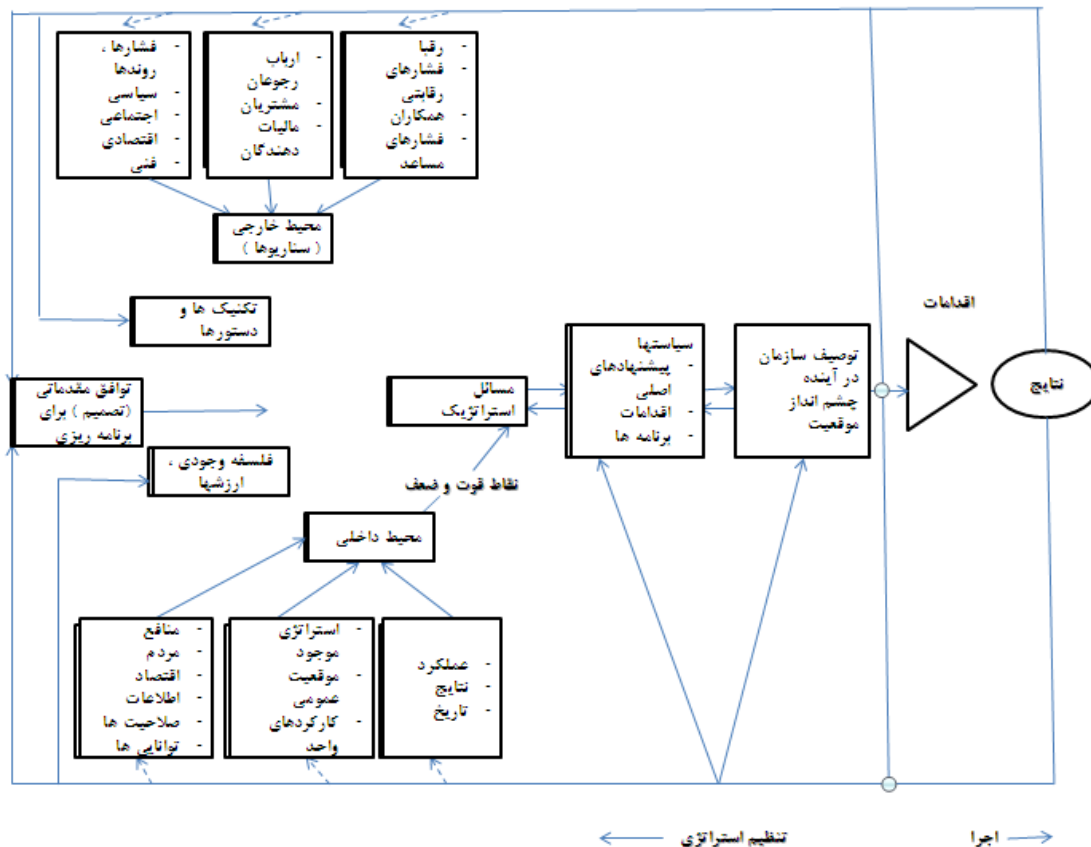 - رقبا
- فشارهای
رقابتی
- همکاران
- فشارهای
مساعد
- ارباب
رجوعان
- مشتریان
- مالیات
دهندگان
- فشارها ،
روندها
- سیاسی
- اجتماعی
- اقتصادی
- فنی
محیط خارجی
( سناریوها )
تکنیک ها و
دستورها
توافق مقدماتی
(تصمیم ) برای
برنامه ریزی
فلسفه وجودی ،
ارزشها
مسائل
استراتژیک
سیاستها
- پیشنهادهای
اصلی
- اقدامات
- برنامه ها
توصیف سازمان
در آینده
چشم انداز
موقعیت
اقدامات
نتایج
نقاط قوت و ضعف
محیط داخلی
- عملکرد
- نتایج
- تاریخ
- استراتژی
موجود
- موقعیت
عمومی
- کارکردهای
واحد
- منافع
- مردم
- اقتصاد
- اطلاعات
- صلاحیت ها
- توانایی ها
تنظیم استراتژی
اجرا